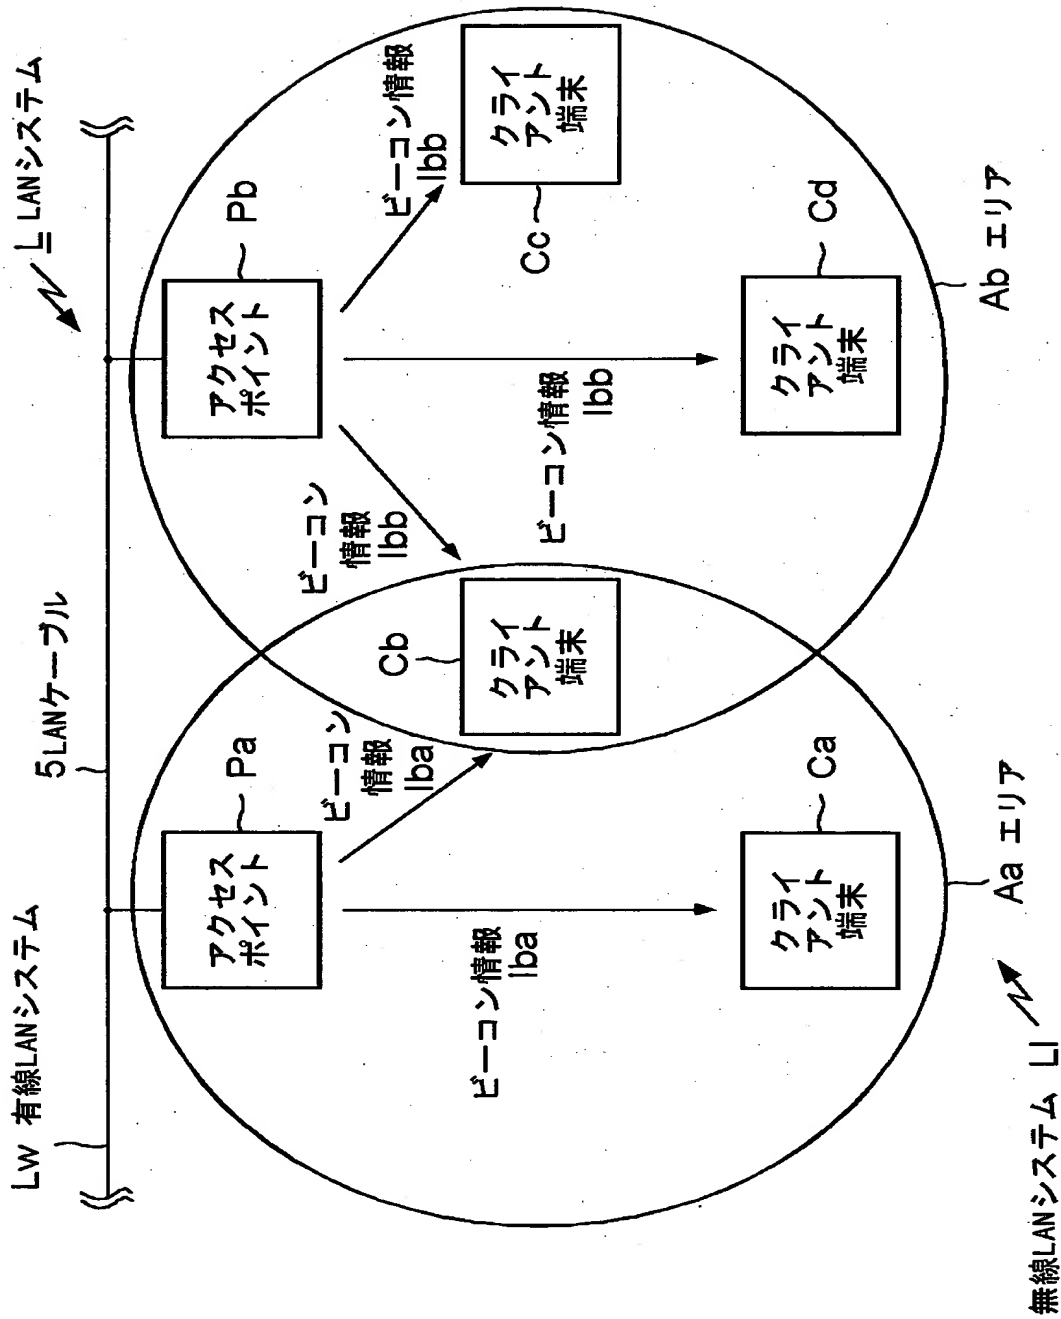 L LANシステム
Lw 有線LANシステム
5 LANケーブル
アクセス
ポイント
Pa
アクセス
ポイント
Pb
ビーコン情報
Iba
ビーコン
情報
Iba
ビーコン
情報
Ibb
ビーコン情報
Ibb
ビーコン情報
Ibb
クライ
アント
端末
Ca
Cb
クライ
アント
端末
クライ
アント
端末
Cc
クライ
アント
端末
Cd
Aa エリア
Ab エリア
無線LANシステム Ll